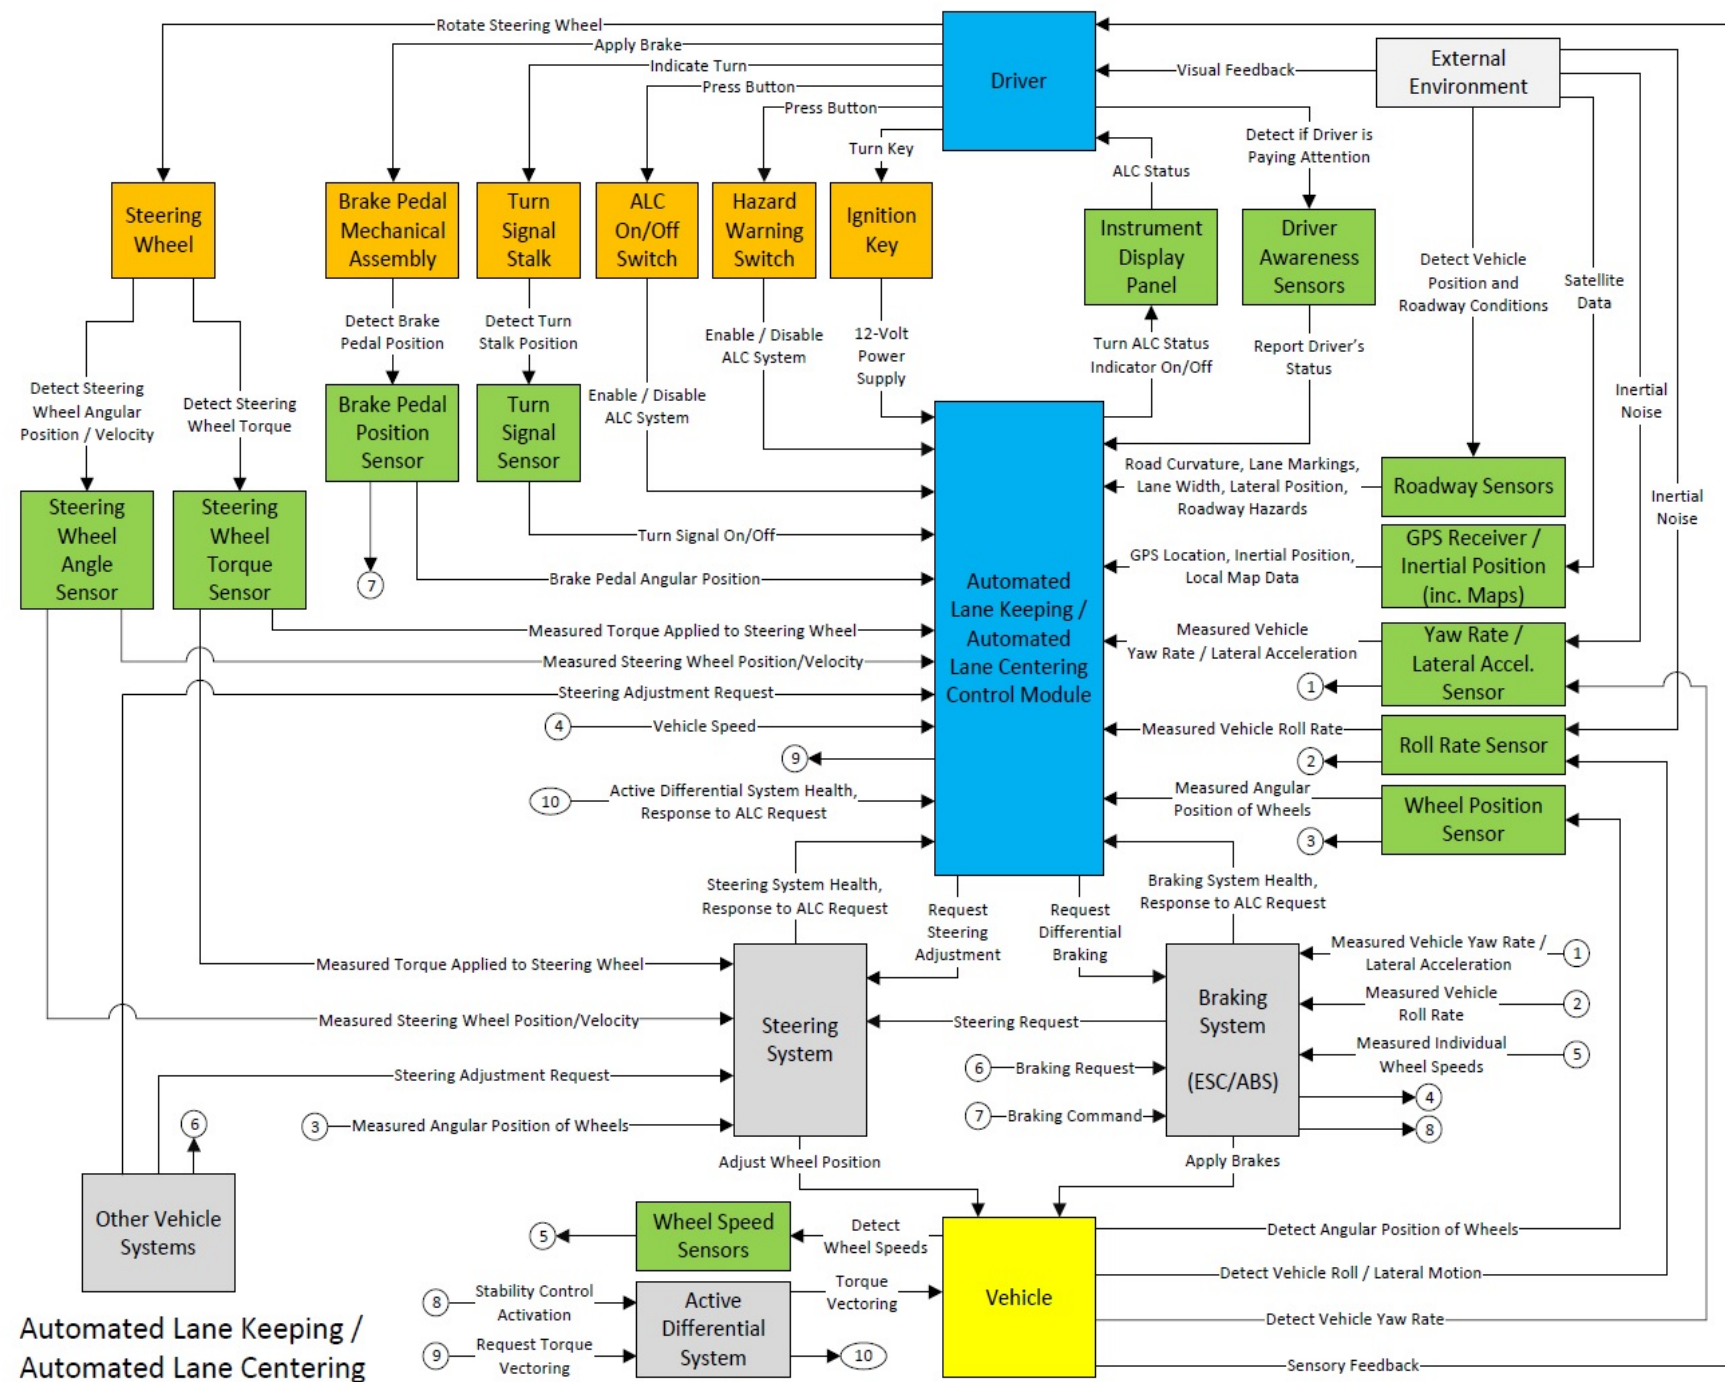 Rotate Steering Wheel
Apply Brake
Indicate Turn
Press Button
Press Button
Turn Key
Driver
Visual Feedback
External
Environment
ALC Status
Detect if Driver is
Paying Attention
Steering
Wheel
Brake Pedal
Mechanical
Assembly
Turn
Signal
Stalk
ALC
On/Off
Switch
Hazard
Warning
Switch
Ignition
Key
Instrument
Display
Panel
Driver
Awareness
Sensors
Detect Vehicle
Position and
Roadway Conditions
Satellite
Data
Inertial
Noise
Inertial
Noise
Detect Steering
Wheel Angular
Position / Velocity
Detect Steering
Wheel Torque
Detect Brake
Pedal Position
Detect Turn
Stalk Position
Enable / Disable
ALC System
Enable / Disable
ALC System
12-Volt
Power
Supply
Turn ALC Status
Indicator On/Off
Report Driver's
Status
Steering
Wheel
Angle
Sensor
Steering
Wheel
Torque
Sensor
Brake Pedal
Position
Sensor
Turn
Signal
Sensor
7
Turn Signal On/Off
Brake Pedal Angular Position
Measured Torque Applied to Steering Wheel
Measured Steering Wheel Position/Velocity
Steering Adjustment Request
4
Vehicle Speed
9
10
Active Differential System Health,
Response to ALC Request
Automated
Lane Keeping /
Automated
Lane Centering
Control Module
Road Curvature, Lane Markings,
Lane Width, Lateral Position,
Roadway Hazards
Roadway Sensors
GPS Location, Inertial Position,
Local Map Data
GPS Receiver /
Inertial Position
(inc. Maps)
Measured Vehicle
Yaw Rate / Lateral Acceleration
1
Yaw Rate /
Lateral Accel.
Sensor
Measured Vehicle Roll Rate
2
Roll Rate Sensor
Measured Angular
Position of Wheels
3
Wheel Position
Sensor
Steering System Health,
Response to ALC Request
Request
Steering
Adjustment
Request
Differential
Braking
Braking System Health,
Response to ALC Request
Measured Torque Applied to Steering Wheel
Measured Steering Wheel Position/Velocity
Steering Adjustment Request
3
Measured Angular Position of Wheels
Steering
System
Steering Request
6
Braking Request
7
Braking Command
Braking
System
(ESC/ABS)
Measured Vehicle Yaw Rate /
Lateral Acceleration
1
Measured Vehicle
Roll Rate
2
Measured Individual
Wheel Speeds
5
4
8
6
Other Vehicle
Systems
Adjust Wheel Position
Apply Brakes
5
Wheel Speed
Sensors
Detect
Wheel Speeds
Vehicle
Detect Angular Position of Wheels
Detect Vehicle Roll / Lateral Motion
Detect Vehicle Yaw Rate
Sensory Feedback
8
Stability Control
Activation
9
Request Torque
Vectoring
Active
Differential
System
Torque
Vectoring
10
Automated Lane Keeping /
Automated Lane Centering